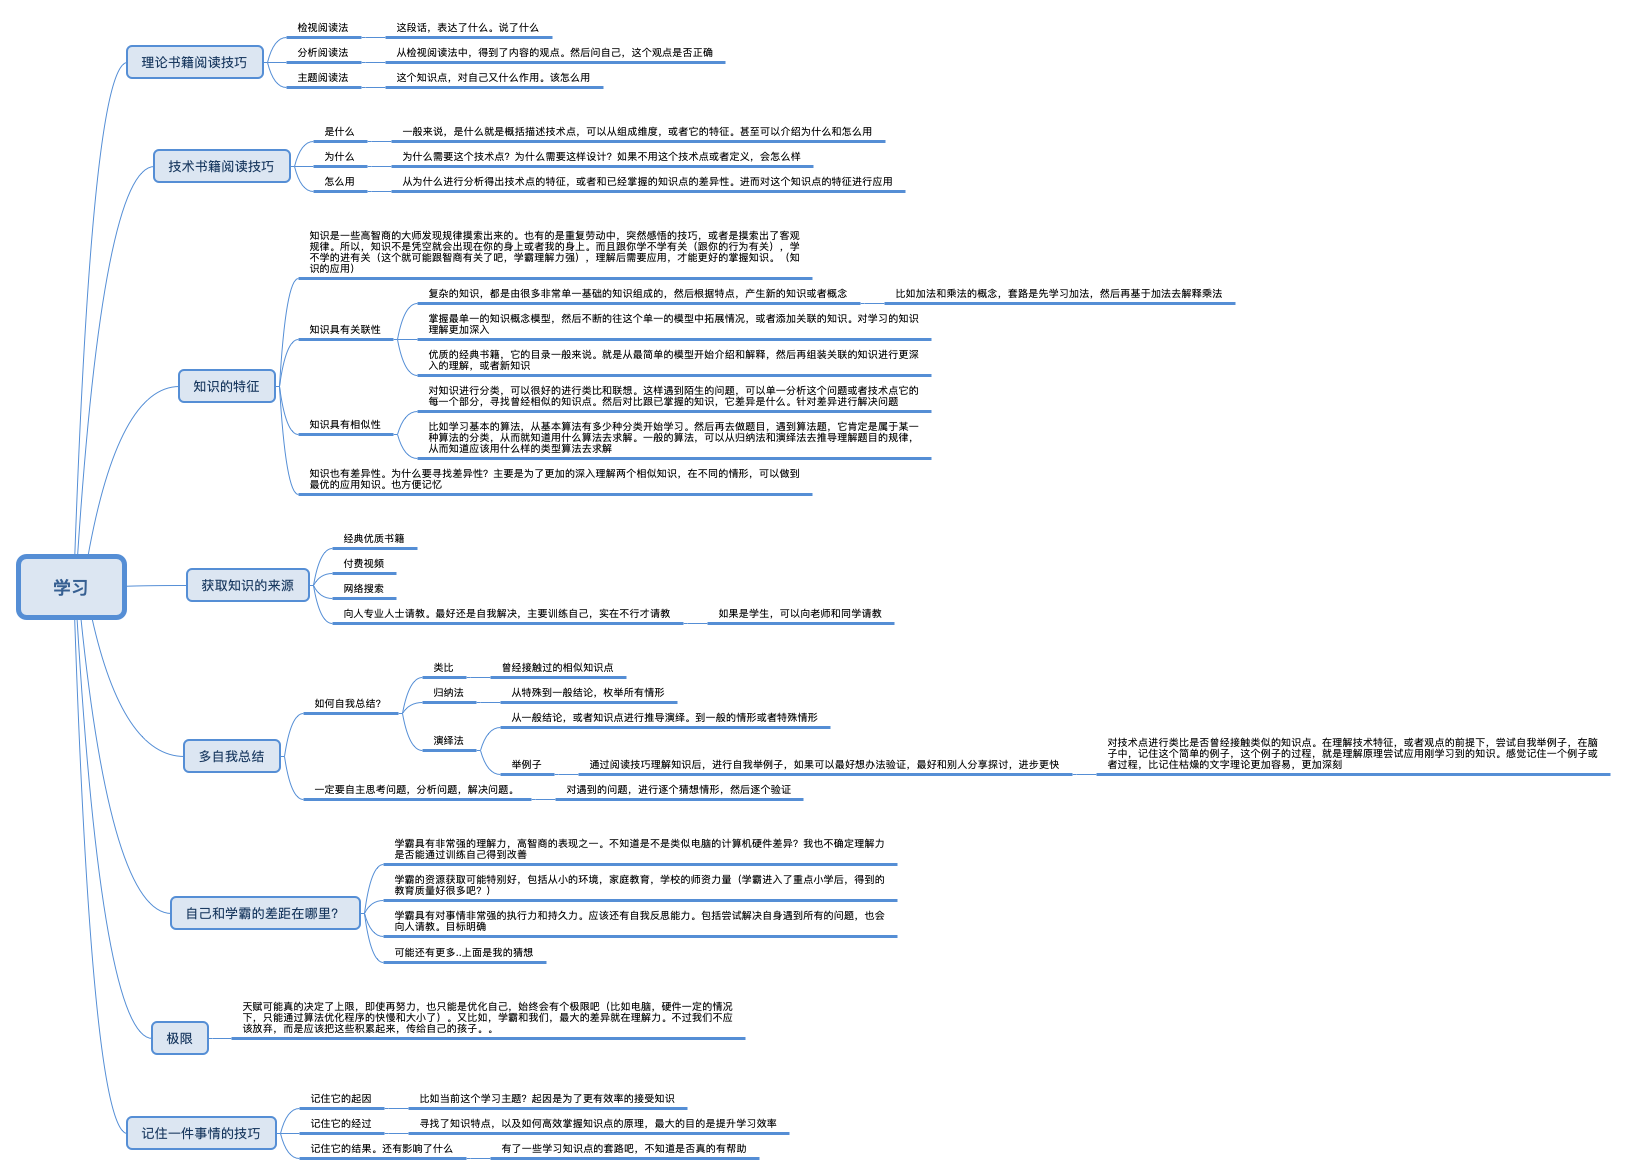 学习
理论书籍阅读技巧
检视阅读法
这段话，表达了什么。说了什么
分析阅读法
从检视阅读法中，得到了内容的观点。然后问自己，这个观点是否正确
主题阅读法
这个知识点，对自己又什么作用。该怎么用
技术书籍阅读技巧
是什么
一般来说，是什么就是概括描述技术点，可以从组成维度，或者它的特征。甚至可以介绍为什么和怎么用
为什么
为什么需要这个技术点？为什么需要这样设计？如果不用这个技术点或者定义，会怎么样
怎么用
从为什么进行分析得出技术点的特征，或者和已经掌握的知识点的差异性。进而对这个知识点的特征进行应用
知识的特征
知识是一些高智商的大师发现规律摸索出来的。也有的是重复劳动中，突然感悟的技巧，或者是摸索出了客观
规律。所以，知识不是凭空就会出现在你的身上或者我的身上。而且跟你学不学有关（跟你的行为有关），学
不学的进有关（这个就可能跟智商有关了吧，学霸理解力强），理解后需要应用，才能更好的掌握知识。（知
识的应用）
知识具有关联性
复杂的知识，都是由很多非常单一基础的知识组成的，然后根据特点，产生新的知识或者概念
比如加法和乘法的概念，套路是先学习加法，然后再基于加法去解释乘法
掌握最单一的知识概念模型，然后不断的往这个单一的模型中拓展情况，或者添加关联的知识。对学习的知识
理解更加深入
优质的经典书籍，它的目录一般来说。就是从最简单的模型开始介绍和解释，然后再组装关联的知识进行更深
入的理解，或者新知识
知识具有相似性
对知识进行分类，可以很好的进行类比和联想。这样遇到陌生的问题，可以单一分析这个问题或者技术点它的
每一个部分，寻找曾经相似的知识点。然后对比跟已掌握的知识，它差异是什么。针对差异进行解决问题
比如学习基本的算法，从基本算法有多少种分类开始学习。然后再去做题目，遇到算法题，它肯定是属于某一
种算法的分类，从而就知道用什么算法去求解。一般的算法，可以从归纳法和演绎法去推导理解题目的规律，
从而知道应该用什么样的类型算法去求解
知识也有差异性。为什么要寻找差异性？主要是为了更加的深入理解两个相似知识，在不同的情形，可以做到
最优的应用知识。也方便记忆
获取知识的来源
经典优质书籍
付费视频
网络搜索
向人专业人士请教。最好还是自我解决，主要训练自己，实在不行才请教
如果是学生，可以向老师和同学请教
多自我总结
如何自我总结？
类比
曾经接触过的相似知识点
归纳法
从特殊到一般结论，枚举所有情形
演绎法
从一般结论，或者知识点进行推导演绎。到一般的情形或者特殊情形
举例子
通过阅读技巧理解知识后，进行自我举例子，如果可以最好想办法验证，最好和别人分享探讨，进步更快
对技术点进行类比是否曾经接触类似的知识点。在理解技术特征，或者观点的前提下，尝试自我举例子，在脑
子中，记住这个简单的例子，这个例子的过程，就是理解原理尝试应用刚学习到的知识。感觉记住一个例子或
者过程，比记住枯燥的文字理论更加容易，更加深刻
一定要自主思考问题，分析问题，解决问题。
对遇到的问题，进行逐个猜想情形，然后逐个验证
自己和学霸的差距在哪里？
学霸具有非常强的理解力，高智商的表现之一。不知道是不是类似电脑的计算机硬件差异？我也不确定理解力
是否能通过训练自己得到改善
学霸的资源获取可能特别好，包括从小的环境，家庭教育，学校的师资力量（学霸进入了重点小学后，得到的
教育质量好很多吧？）
学霸具有对事情非常强的执行力和持久力。应该还有自我反思能力。包括尝试解决自身遇到所有的问题，也会
向人请教。目标明确
可能还有更多..上面是我的猜想
极限
天赋可能真的决定了上限，即使再努力，也只能是优化自己，始终会有个极限吧（比如电脑，硬件一定的情况
下，只能通过算法优化程序的快慢和大小了）。又比如，学霸和我们，最大的差异就在理解力。不过我们不应
该放弃，而是应该把这些积累起来，传给自己的孩子。。
记住一件事情的技巧
记住它的起因
比如当前这个学习主题？起因是为了更有效率的接受知识
记住它的经过
寻找了知识特点，以及如何高效掌握知识点的原理，最大的目的是提升学习效率
记住它的结果。还有影响了什么
有了一些学习知识点的套路吧，不知道是否真的有帮助